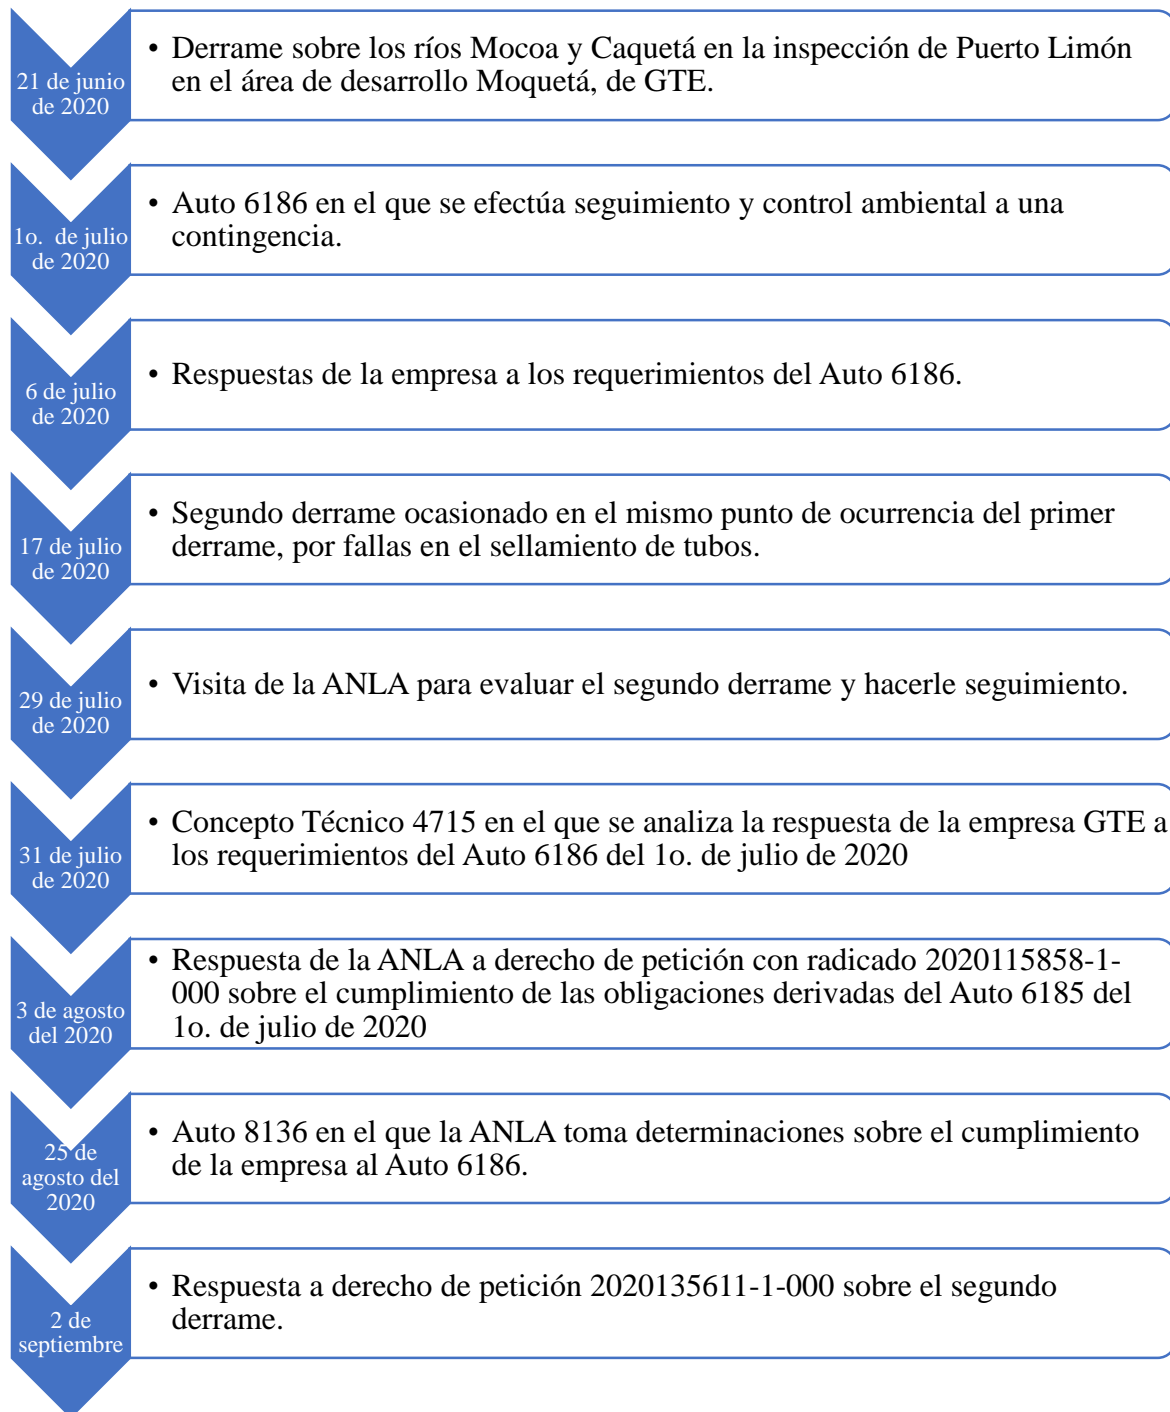 21 de junio
de 2020
• Derrame sobre los ríos Mocoa y Caquetá en la inspección de Puerto Limón
en el área de desarrollo Moquetá, de GTE.
1o. de julio
de 2020
• Auto 6186 en el que se efectúa seguimiento y control ambiental a una
contingencia.
6 de julio
de 2020
• Respuestas de la empresa a los requerimientos del Auto 6186.
17 de julio
de 2020
• Segundo derrame ocasionado en el mismo punto de ocurrencia del primer
derrame, por fallas en el sellamiento de tubos.
29 de julio
de 2020
• Visita de la ANLA para evaluar el segundo derrame y hacerle seguimiento.
31 de julio
de 2020
• Concepto Técnico 4715 en el que se analiza la respuesta de la empresa GTE a
los requerimientos del Auto 6186 del 1o. de julio de 2020
3 de agosto
del 2020
• Respuesta de la ANLA a derecho de petición con radicado 2020115858-1-
000 sobre el cumplimiento de las obligaciones derivadas del Auto 6185 del
1o. de julio de 2020
25 de
agosto del
2020
• Auto 8136 en el que la ANLA toma determinaciones sobre el cumplimiento
de la empresa al Auto 6186.
2 de
septiembre
• Respuesta a derecho de petición 2020135611-1-000 sobre el segundo
derrame.